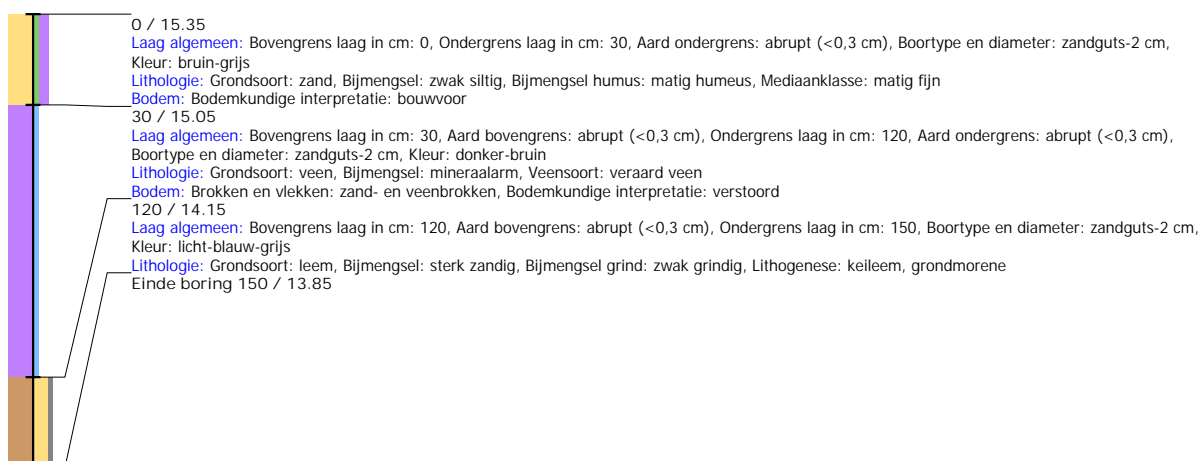 0 / 15.35
Laag algemeen: Bovengrens laag in cm: 0, Ondergrens laag in cm: 30, Aard ondergrens: abrupt (<0,3 cm), Boortype en diameter: zandguts-2 cm,
Kleur: bruin-grijs
Lithologie: Grondsoort: zand, Bijmengsel: zwak siltig, Bijmengsel humus: matig humeus, Mediaanklasse: matig fijn
Bodem: Bodemkundige interpretatie: bouwvoor
30 / 15.05
Laag algemeen: Bovengrens laag in cm: 30, Aard bovengrens: abrupt (<0,3 cm), Ondergrens laag in cm: 120, Aard ondergrens: abrupt (<0,3 cm),
Boortype en diameter: zandguts-2 cm, Kleur: donker-bruin
Lithologie: Grondsoort: veen, Bijmengsel: mineraalarm, Veensoort: veraard veen
Bodem: Brokken en vlekken: zand- en veenbrokken, Bodemkundige interpretatie: verstoord
120 / 14.15
Laag algemeen: Bovengrens laag in cm: 120, Aard bovengrens: abrupt (<0,3 cm), Ondergrens laag in cm: 150, Boortype en diameter: zandguts-2 cm,
Kleur: licht-blauw-grijs
Lithologie: Grondsoort: leem, Bijmengsel: sterk zandig, Bijmengsel grind: zwak grindig, Lithogenese: keileem, grondmorene
Einde boring 150 / 13.85